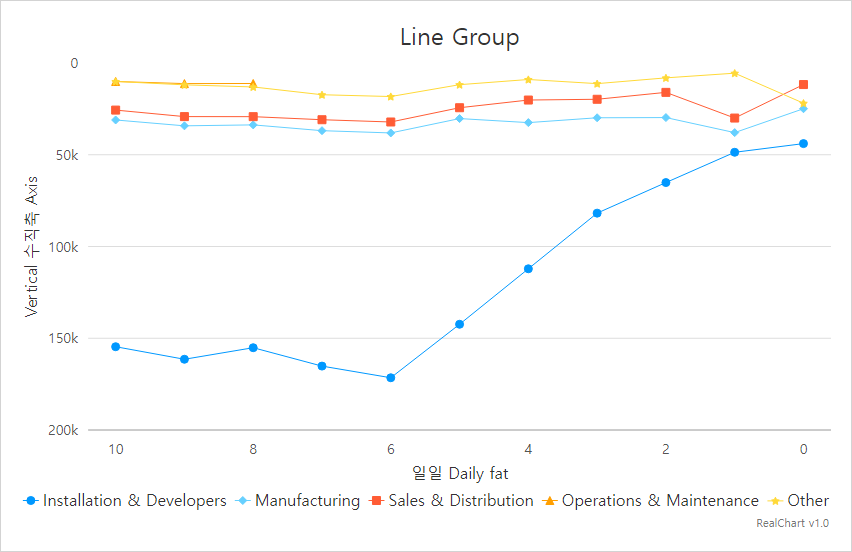 Line Group
Vertical 수직축 Axis
0
50k
100k
150k
200k
10
8
6
4
2
0
일일 Daily fat
Installation & Developers
Manufacturing
Sales & Distribution
Operations & Maintenance
Other
RealChart v1.0